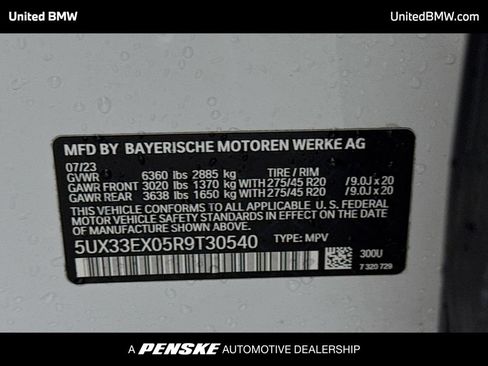 United BMW UnitedBMW.com
MFD BY BAYERISCHE MOTOREN WERKE AG
07/23
GVWR 6360 lbs 2885 kg TIRE / RIM
GAWR FRONT 3020 lbs 1370 kg WITH 275/45 R20 /9.0J x 20
GAWR REAR 3638 lbs 1650 kg WITH 275/45 R20 /9.0J x 20
THIS VEHICLE CONFORMS TO ALL APPLICABLE U. S. FEDERAL
MOTOR VEHICLE SAFETY STANDARDS IN EFFECT ON THE DATE
OF MANUFACTURE SHOWN ABOVE.
5UX33EX05R9T30540 TYPE: MPV
300U
7 320 729
A PENSKE AUTOMOTIVE DEALERSHIP